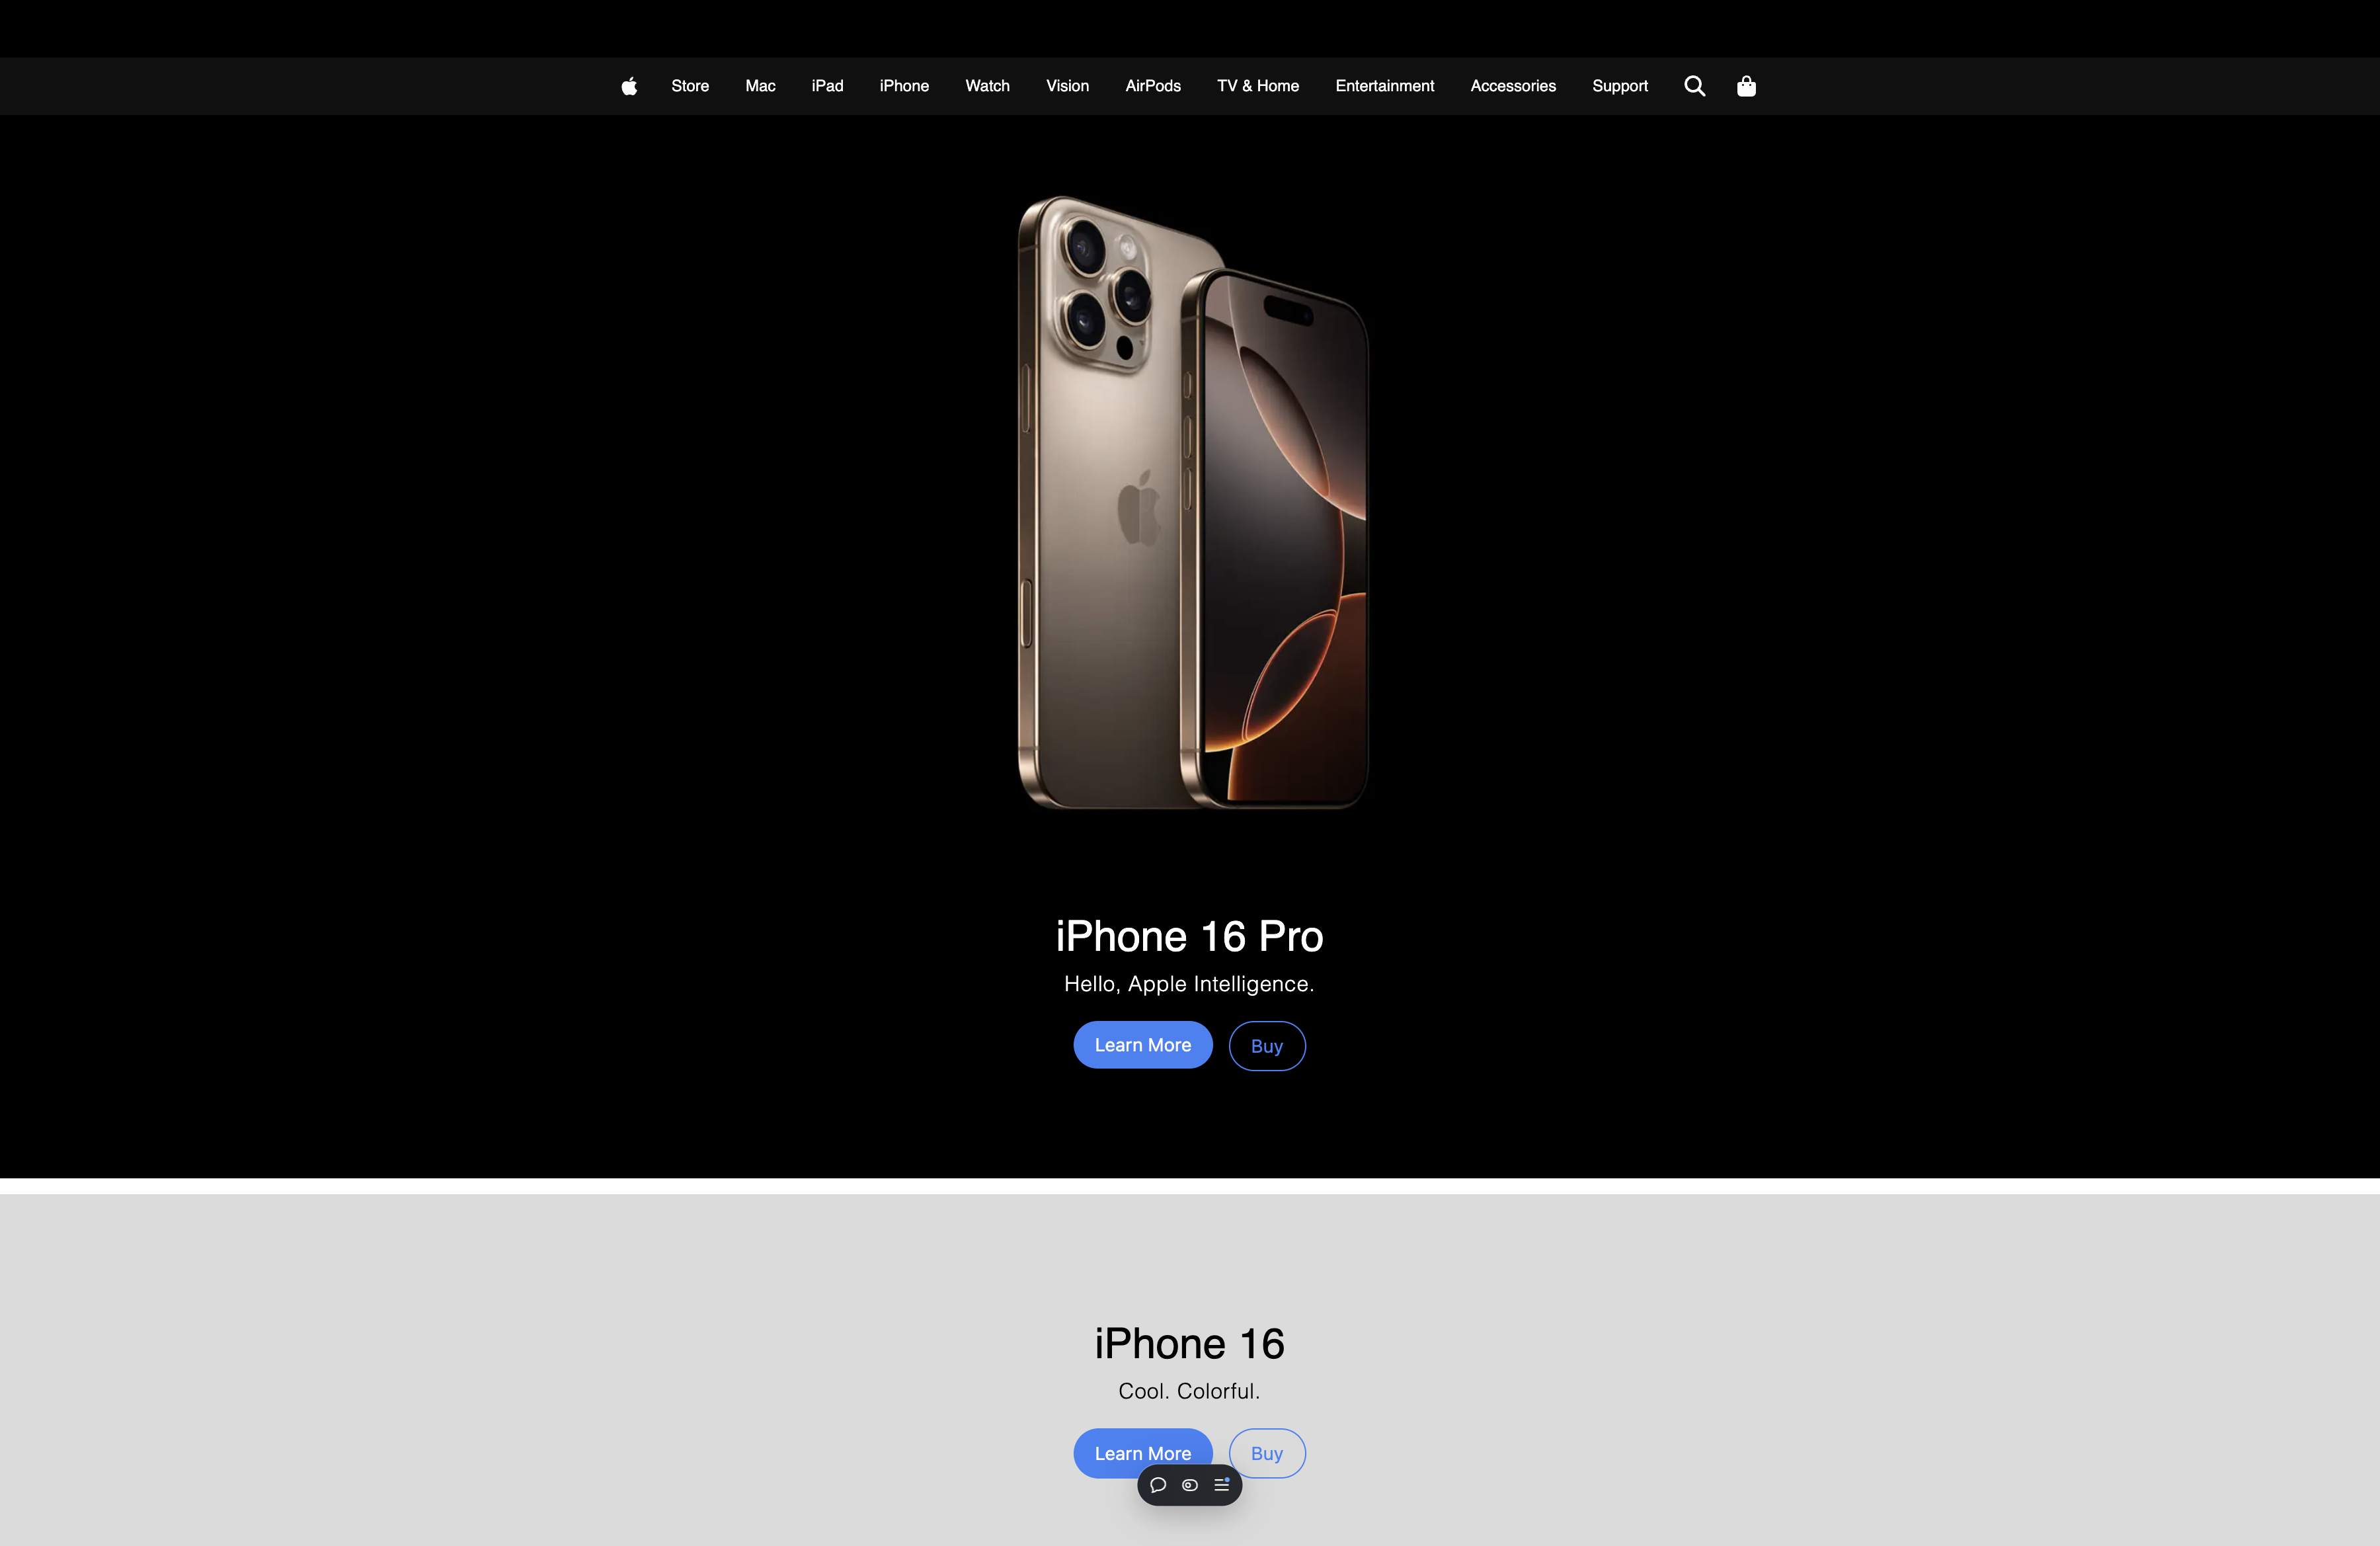 Store Mac iPad iPhone Watch Vision AirPods TV & Home Entertainment Accessories Support
iPhone 16 Pro
Hello, Apple Intelligence.
Learn More Buy
iPhone 16
Cool. Colorful.
Learn More Buy